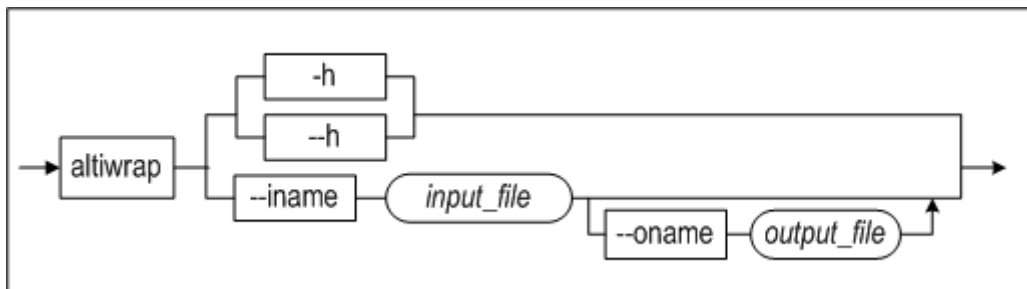 -h
altiwrap
--h
--iname
input_file
--oname
output_file